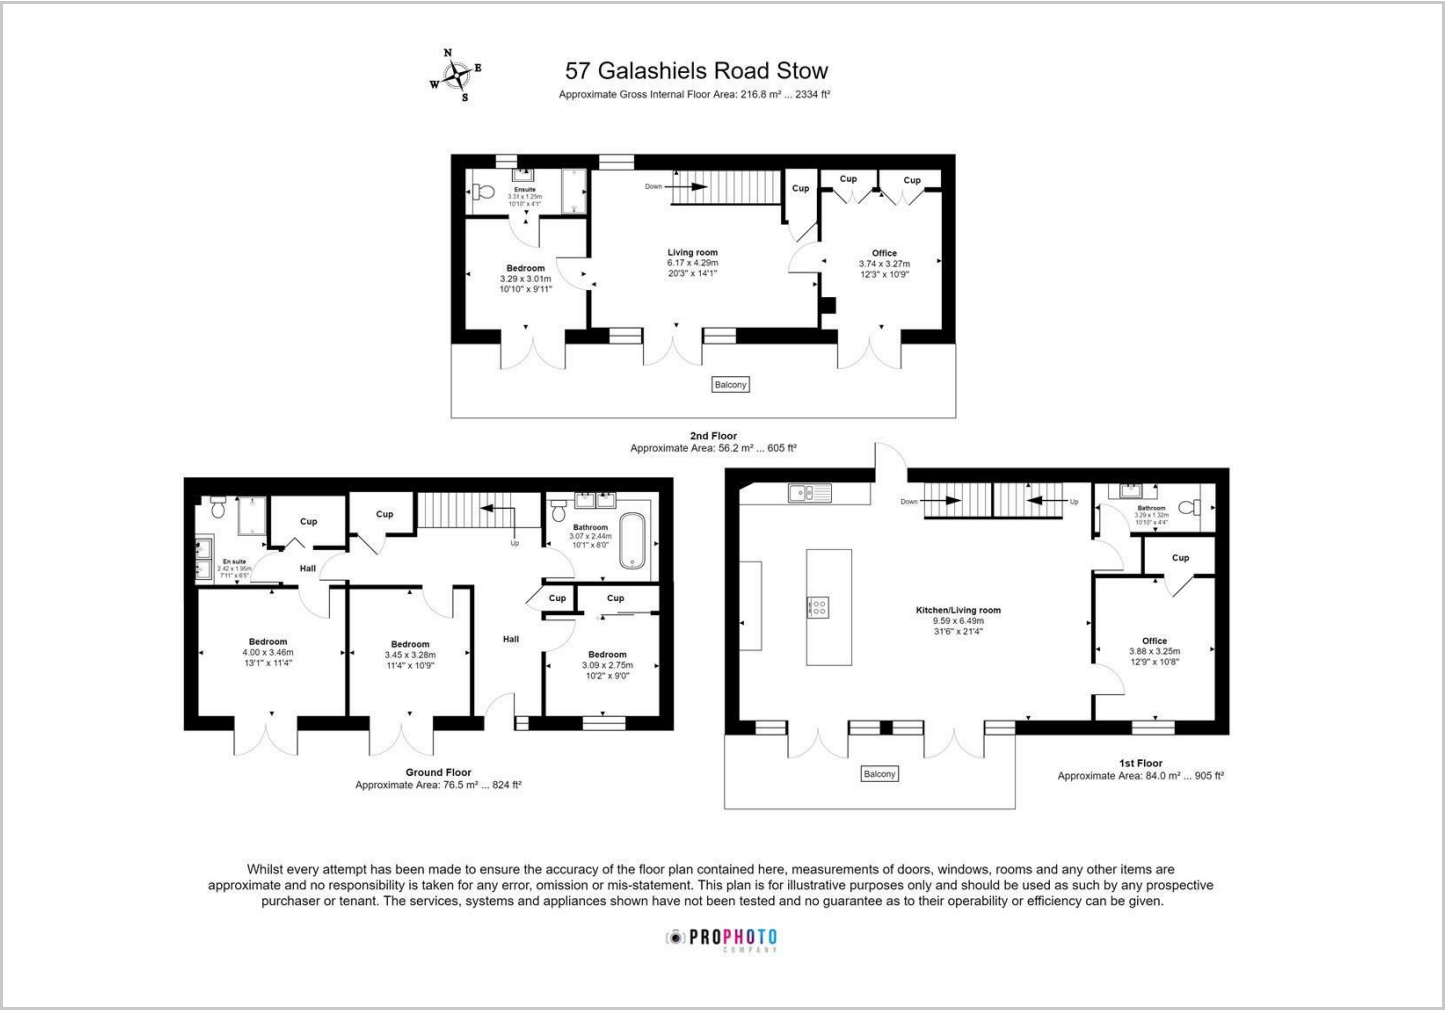 N
E
W
S
57 Galashiels Road Stow
Approximate Gross Internal Floor Area: 216.8 m² ... 2334 ft²
Ensuite
3.31 x 1.25m
10'10" x 4'1"
Down
Cup
Cup
Cup
Bedroom
3.29 x 3.01m
10'10" x 9'11"
Living room
6.17 x 4.29m
20'3" x 14'1"
Office
3.74 x 3.27m
12'3" x 10'9"
Balcony
2nd Floor
Approximate Area: 56.2 m² ... 605 ft²
Cup
Cup
Up
Bathroom
3.07 x 2.44m
10'1" x 8'0"
En suite
2.42 x 1.95m
7'11" x 6'5"
Hall
Cup
Cup
Bedroom
4.00 x 3.46m
13'1" x 11'4"
Bedroom
3.45 x 3.28m
11'4" x 10'9"
Hall
Bedroom
3.09 x 2.75m
10'2" x 9'0"
Ground Floor
Approximate Area: 76.5 m² ... 824 ft²
Down
Up
Bathroom
3.29 x 1.32m
10'10" x 4'4"
Cup
Kitchen/Living room
9.59 x 6.49m
31'6" x 21'4"
Office
3.88 x 3.25m
12'9" x 10'8"
Balcony
1st Floor
Approximate Area: 84.0 m² ... 905 ft²
Whilst every attempt has been made to ensure the accuracy of the floor plan contained here, measurements of doors, windows, rooms and any other items are
approximate and no responsibility is taken for any error, omission or mis-statement. This plan is for illustrative purposes only and should be used as such by any prospective
purchaser or tenant. The services, systems and appliances shown have not been tested and no guarantee as to their operability or efficiency can be given.
PROPHOTO
COMPANY